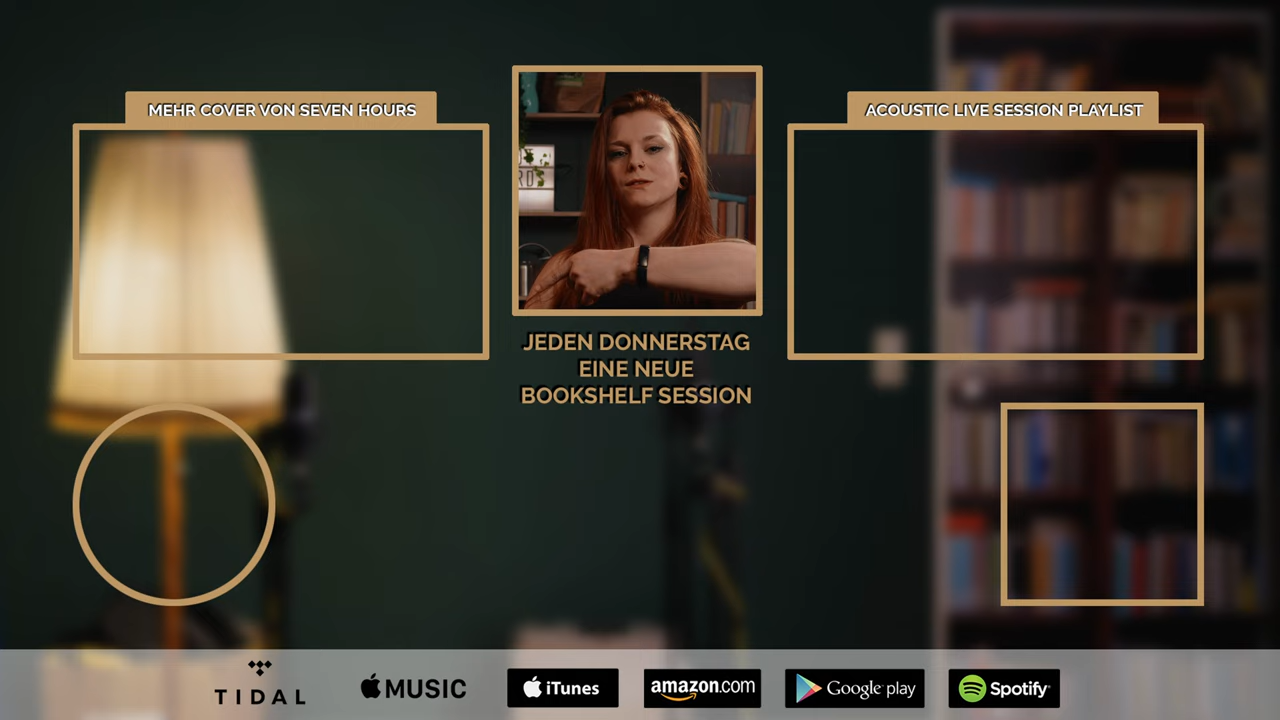 MEHR COVER VON SEVEN HOURS
ACOUSTIC LIVE SESSION PLAYLIST
RDS
JEDEN DONNERSTAG
EINE NEUE
BOOKSHELF SESSION
TIDAL
MUSIC
iTunes
amazon.com
Google play
Spotify